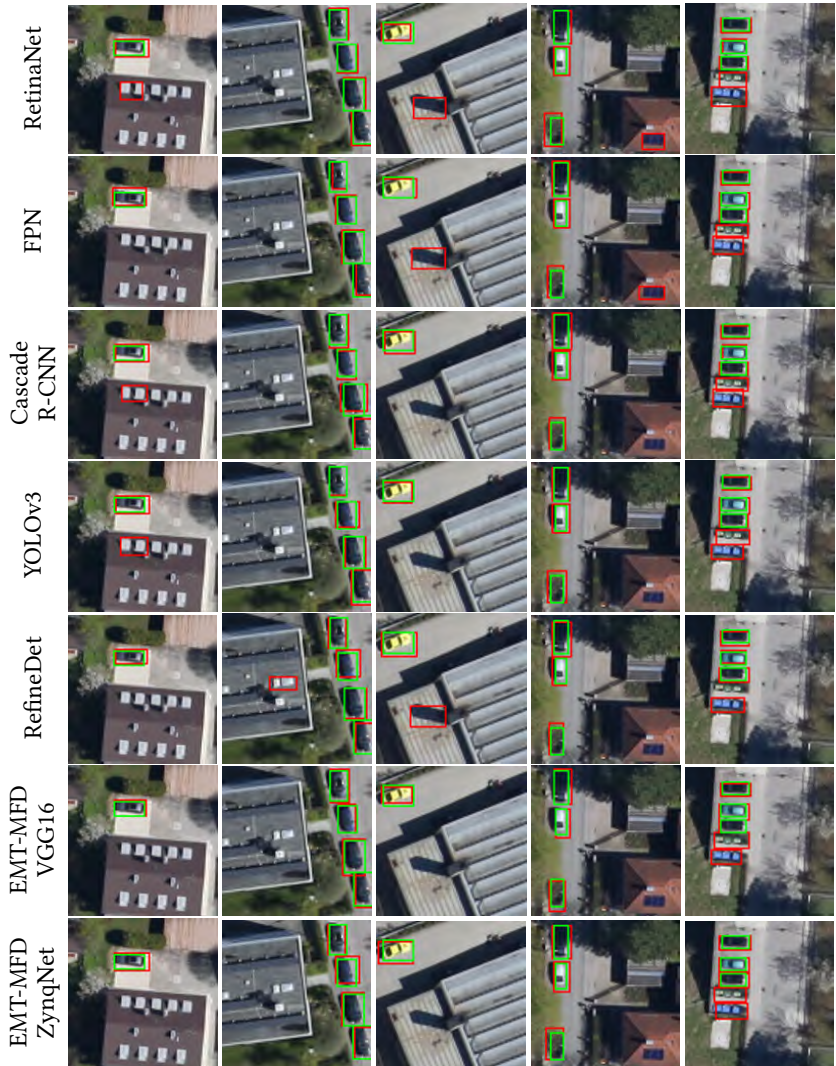 RetinaNet
FPN
Cascade
R-CNN
YOLOv3
RefineDet
EMT-MFD
VGG16
EMT-MFD
ZynqNet